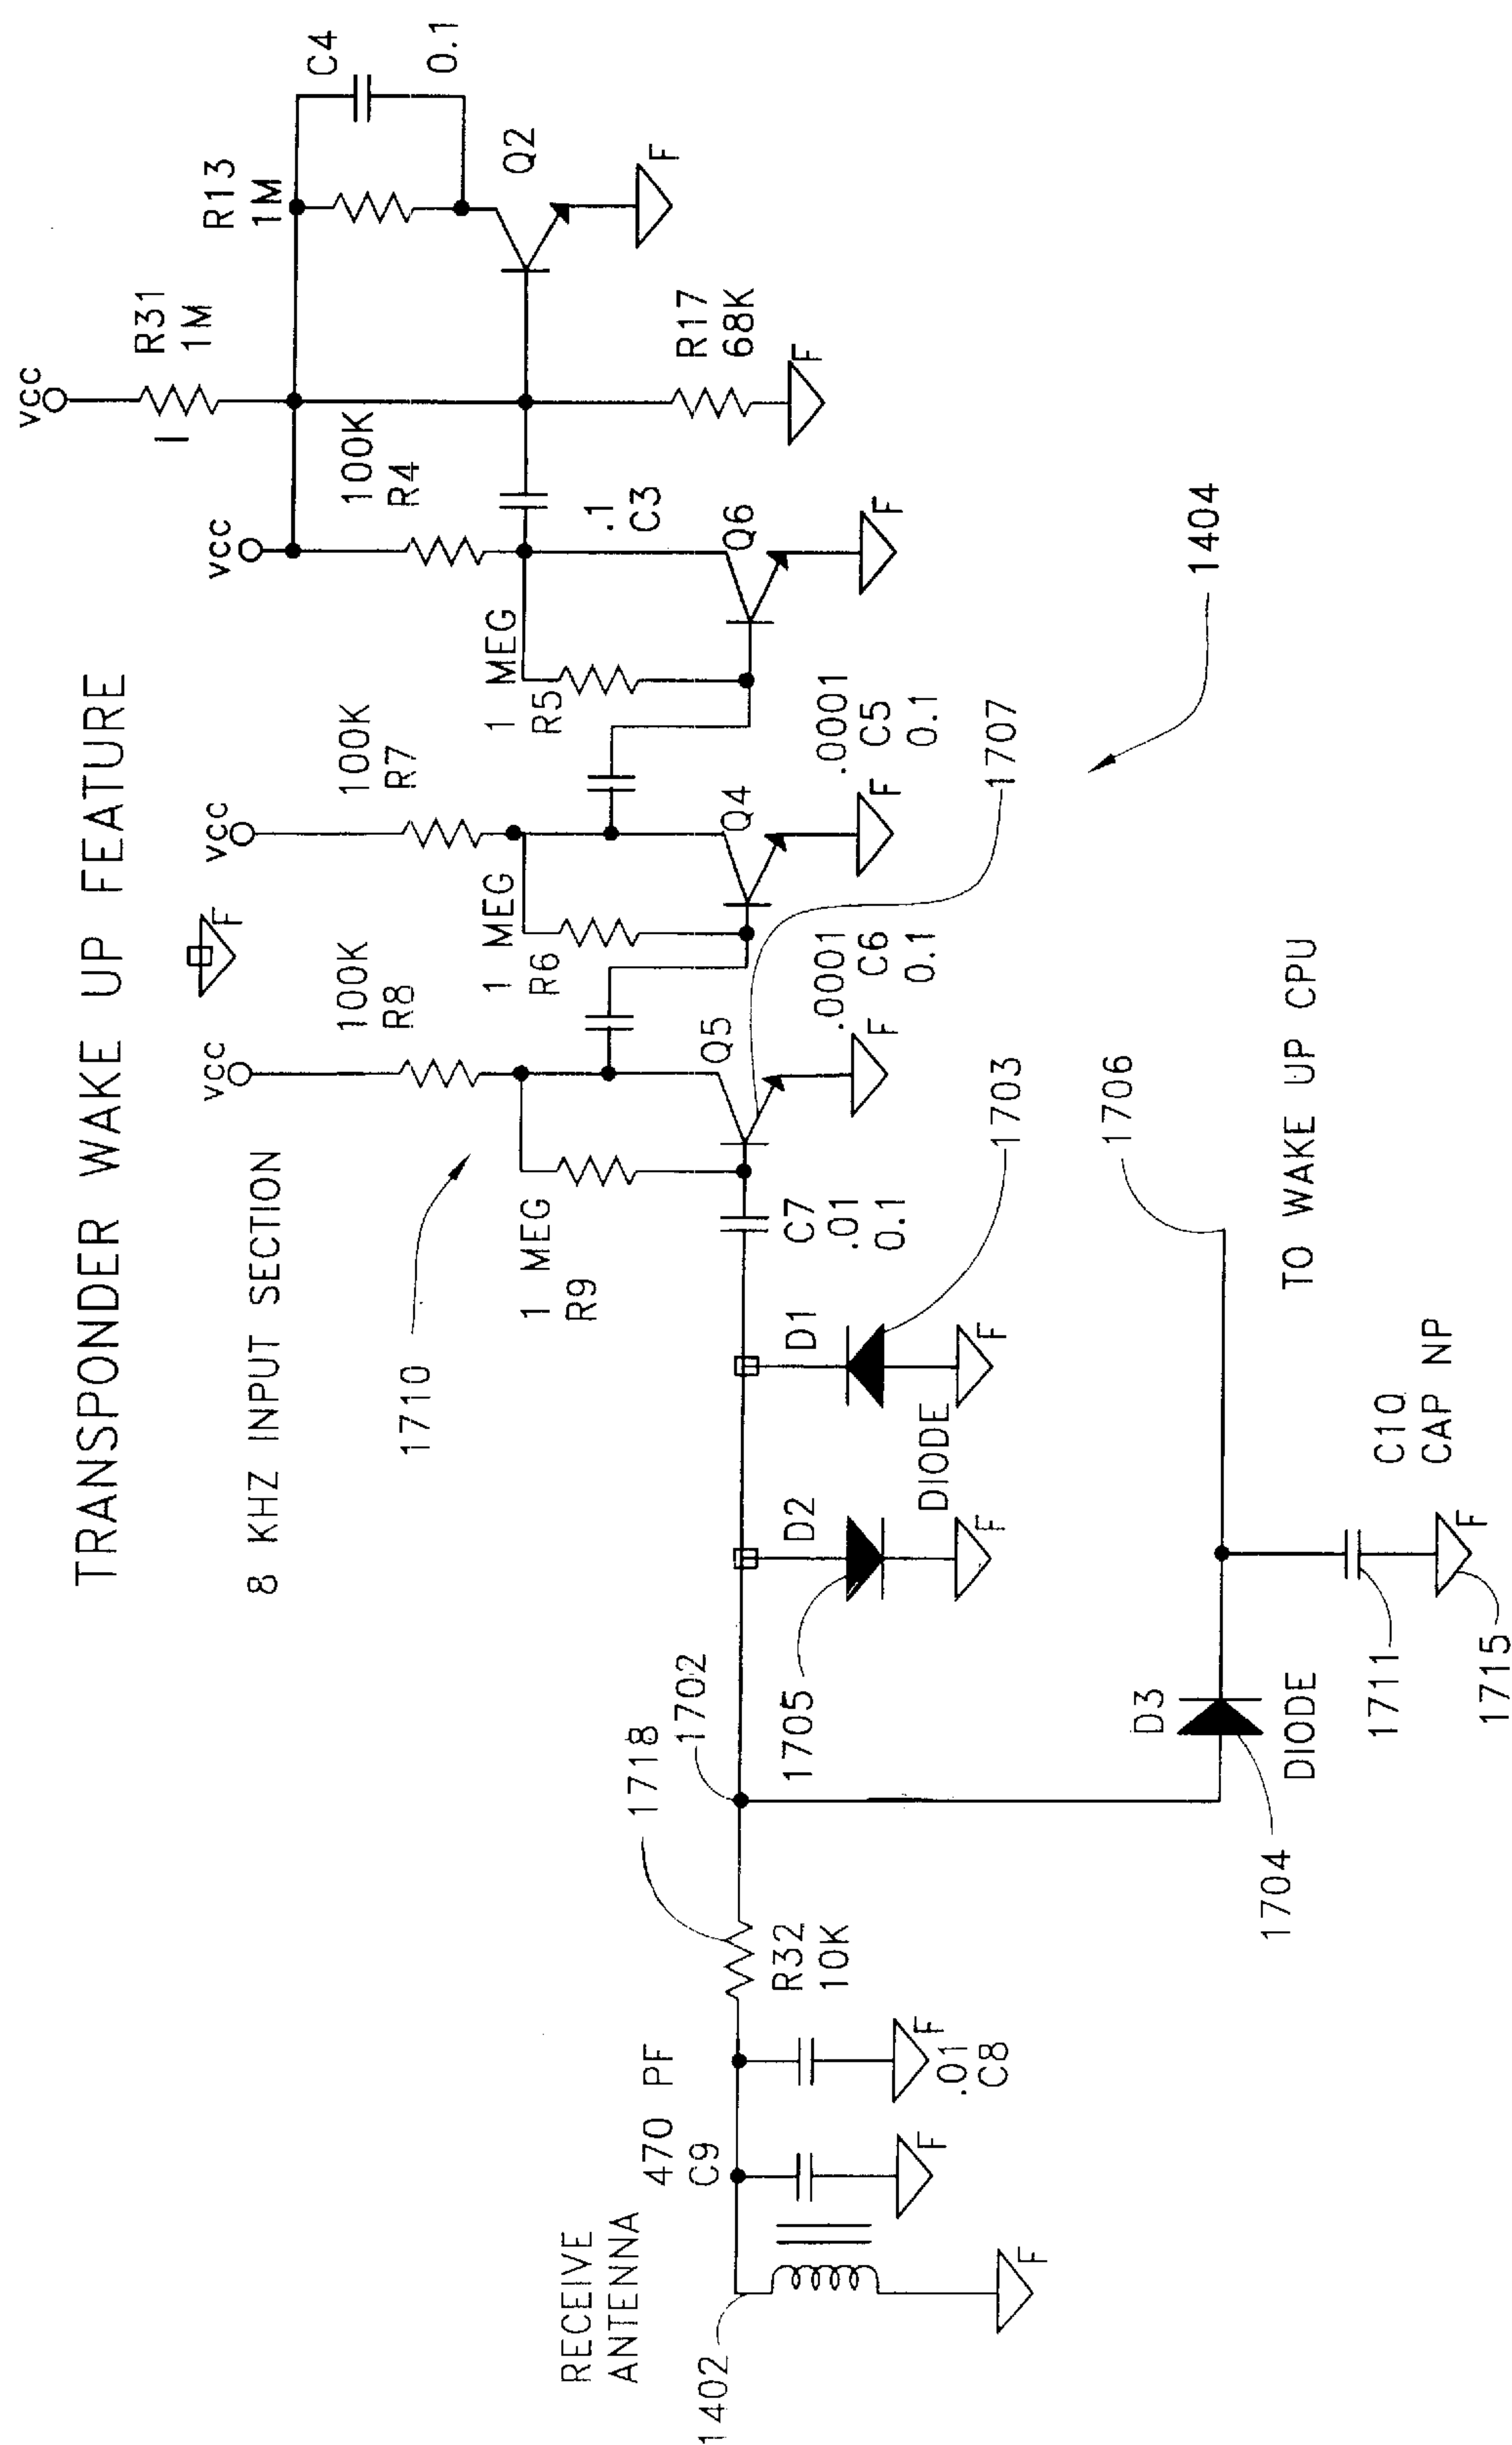 TRANSPONDER WAKE UP FEATURE
8 KHZ INPUT SECTION
F
VCC
VCC
VCC
VCC
R31
1M
R13
1M
C4
0.1
100K
R8
100K
R7
100K
R4
1710
1 MEG
R9
1 MEG
R6
1 MEG
R5
.1
C3
Q2
F
R17
68K
F
RECEIVE
ANTENNA
470 PF
C9
1718
1702
Q5
Q4
Q6
1402
R32
10K
1705
D2
D1
C7
.01
0.1
.0001
C6
0.1
.0001
C5
0.1
F
F
F
F
F
F
.01
C8
F
F
DIODE
1703
1707
1404
1704
D3
DIODE
1706
TO WAKE UP CPU
1711
C10
CAP NP
F
1715